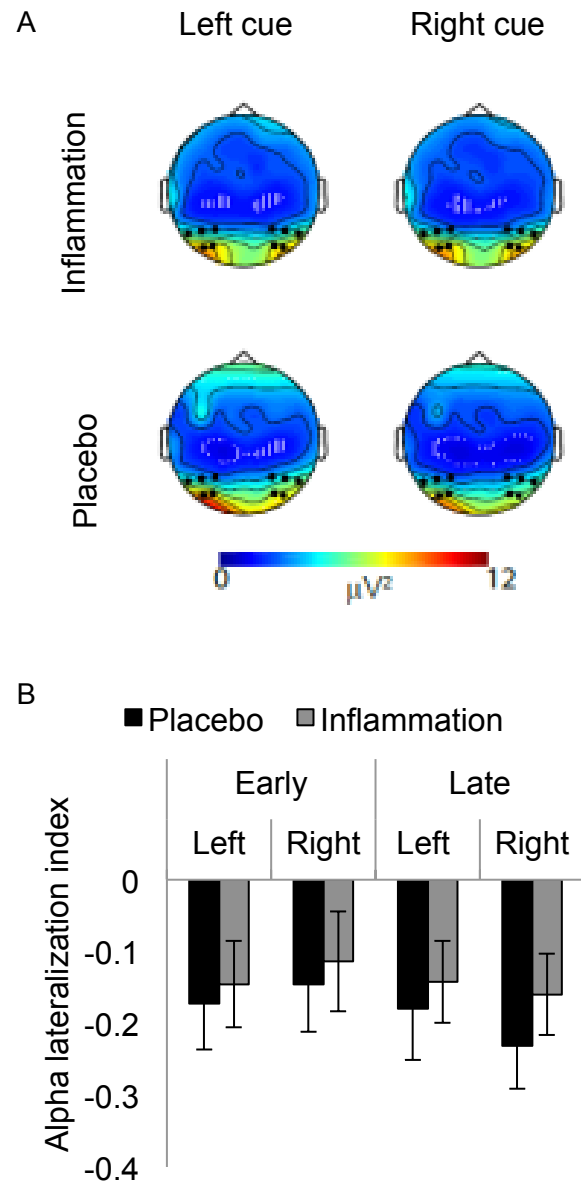 A
Left cue Right cue
Inflammation
Placebo
0 12
µV²
B
Placebo Inflammation
Early Late
Left Right Left Right
Alpha lateralization index
0
-0.1
-0.2
-0.3
-0.4